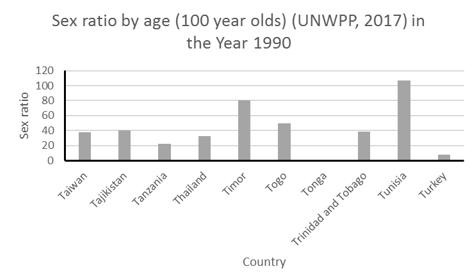 Sex ratio by age (100 year olds) (UNWPP, 2017) in
the Year 1990
120
100
80
60
40
20
0
Sex ratio
Taiwan
Tajikistan
Tanzania
Thailand
Timor
Togo
Tonga
Trinidad and Tobago
Tunisia
Turkey
Country